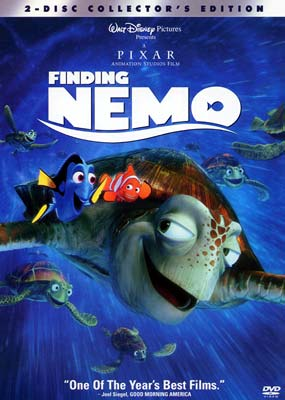 2-DISC COLLECTOR'S EDITION
WALT DISNEY PICTURES
PRESENTS
A
PIXAR
ANIMATION STUDIOS FILM
FINDING
NEMO
"One Of The Year's Best Films."
– Joel Siegel, GOOD MORNING AMERICA
DVD
VIDEO